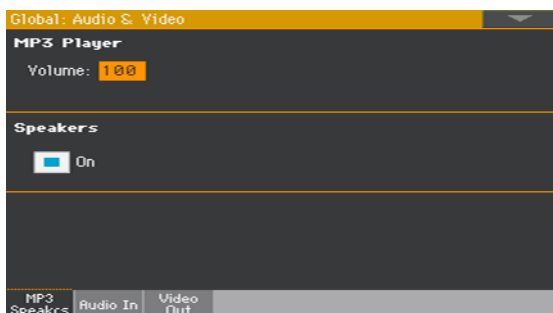 Global: Audio & Video
MP3 Player
Volume: 100
Speakers
On
MP3
Speakrs
Audio In
Video
Out